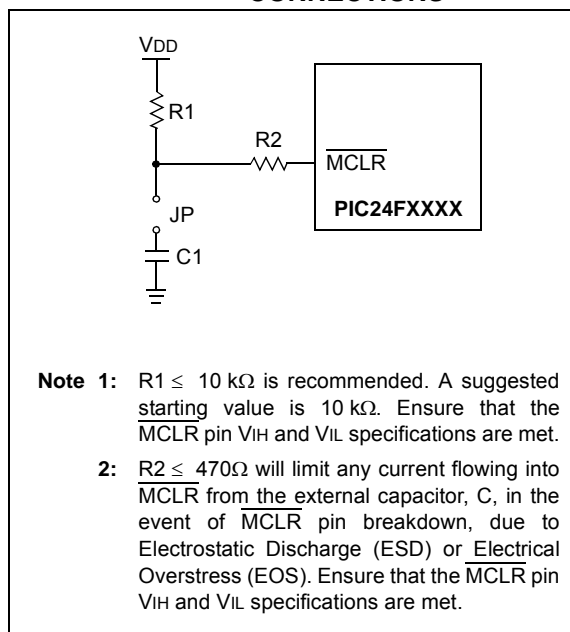 VDD
R1
R2
MCLR
JP
PIC24FXXXX
C1
Note 1: R1 ≤ 10 kΩ is recommended. A suggested
starting value is 10 kΩ. Ensure that the
MCLR pin VIH and VIL specifications are met.
2: R2 ≤ 470Ω will limit any current flowing into
MCLR from the external capacitor, C, in the
event of MCLR pin breakdown, due to
Electrostatic Discharge (ESD) or Electrical
Overstress (EOS). Ensure that the MCLR pin
VIH and VIL specifications are met.